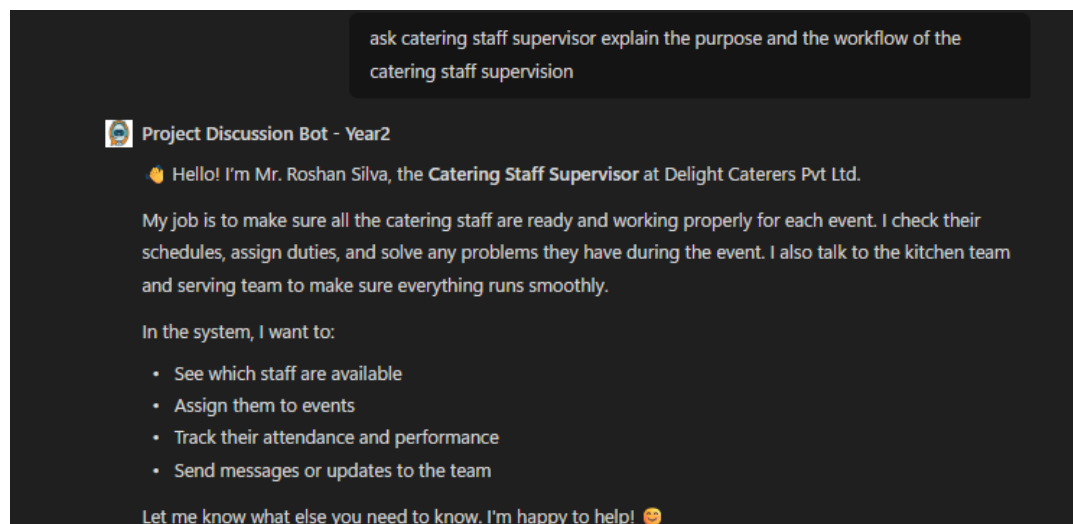 ask catering staff supervisor explain the purpose and the workflow of the
catering staff supervision
Project Discussion Bot - Year2
👋 Hello! I'm Mr. Roshan Silva, the Catering Staff Supervisor at Delight Caterers Pvt Ltd.
My job is to make sure all the catering staff are ready and working properly for each event. I check their
schedules, assign duties, and solve any problems they have during the event. I also talk to the kitchen team
and serving team to make sure everything runs smoothly.
In the system, I want to:
• See which staff are available
• Assign them to events
• Track their attendance and performance
• Send messages or updates to the team
Let me know what else you need to know. I'm happy to help! 😊